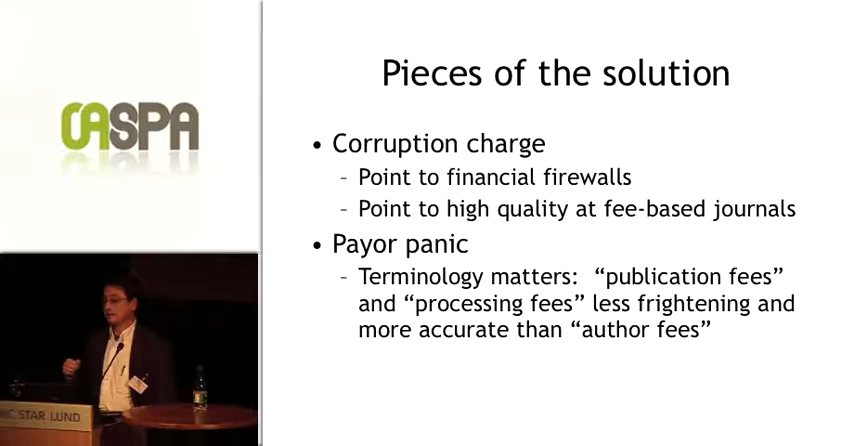 OASPA
Pieces of the solution
• Corruption charge
– Point to financial firewalls
– Point to high quality at fee-based journals
• Payor panic
– Terminology matters: “publication fees”
and “processing fees” less frightening and
more accurate than “author fees”
STAR LUND